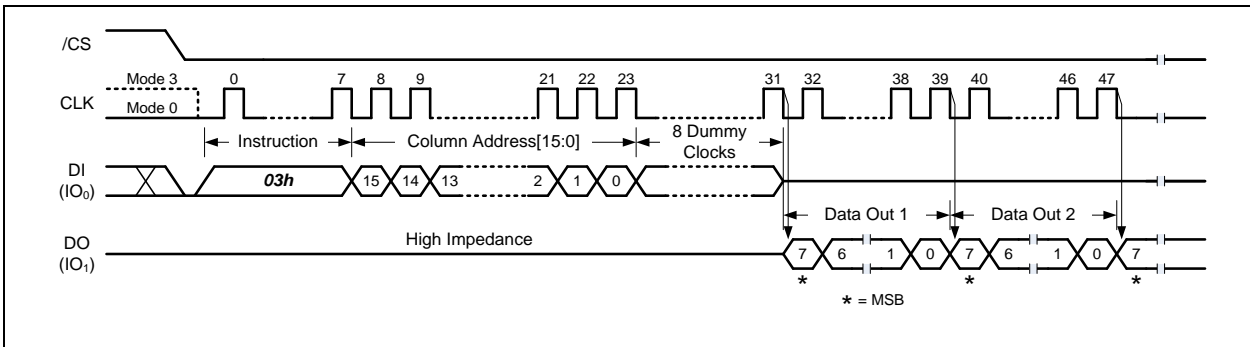 /CS
Mode 3 0 7 8 9 21 22 23 31 32 38 39 40 46 47
CLK
Mode 0
Instruction Column Address[15:0] 8 Dummy
Clocks
DI
(IO₀)
03h 15 14 13 2 1 0
Data Out 1 Data Out 2
High Impedance
DO
(IO₁)
7 6 1 0 7 6 1 0 7
* * *
* = MSB